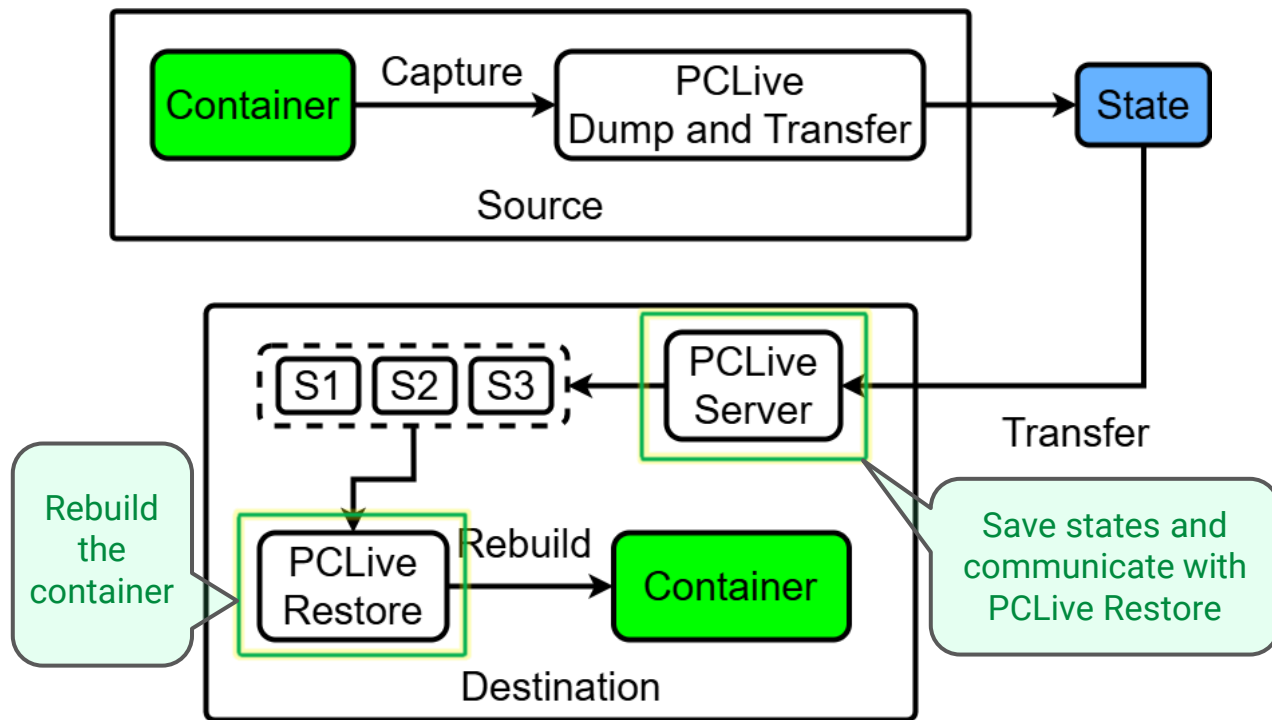 Container
Capture
PCLive
Dump and Transfer
State
Source
S1 S2 S3
PCLive
Server
Transfer
Rebuild
the
container
PCLive
Restore
Rebuild
Container
Save states and
communicate with
PCLive Restore
Destination